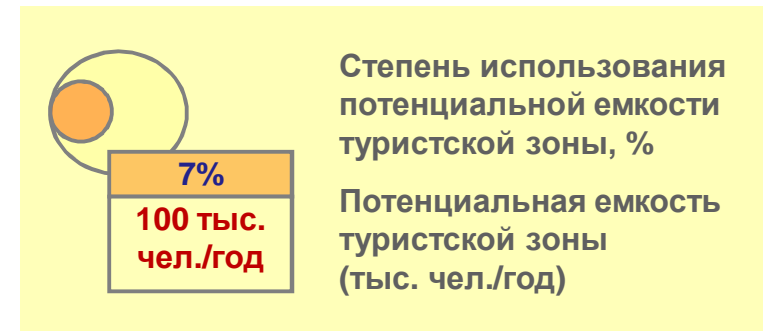 Степень использования
потенциальной емкости
туристской зоны, %
7%
100 тыс.
чел./год
Потенциальная емкость
туристской зоны
(тыс. чел./год)